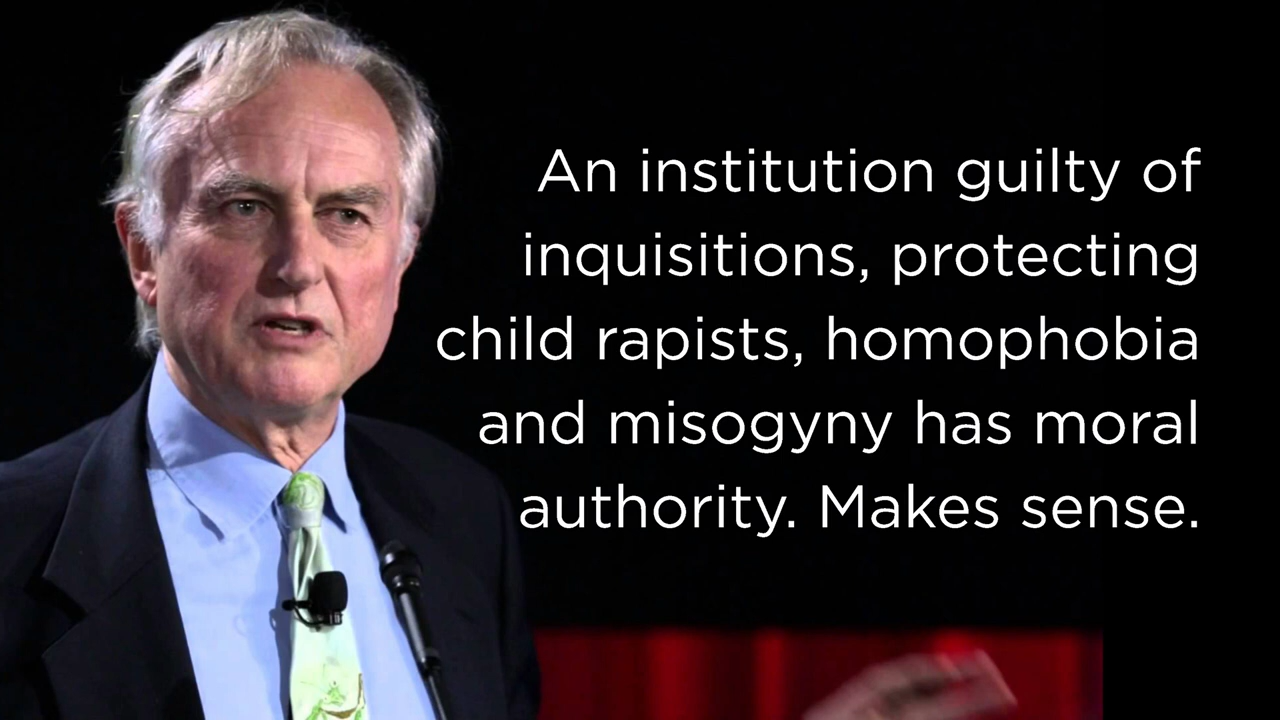 An institution guilty of
inquisitions, protecting
child rapists, homophobia
and misogyny has moral
authority. Makes sense.